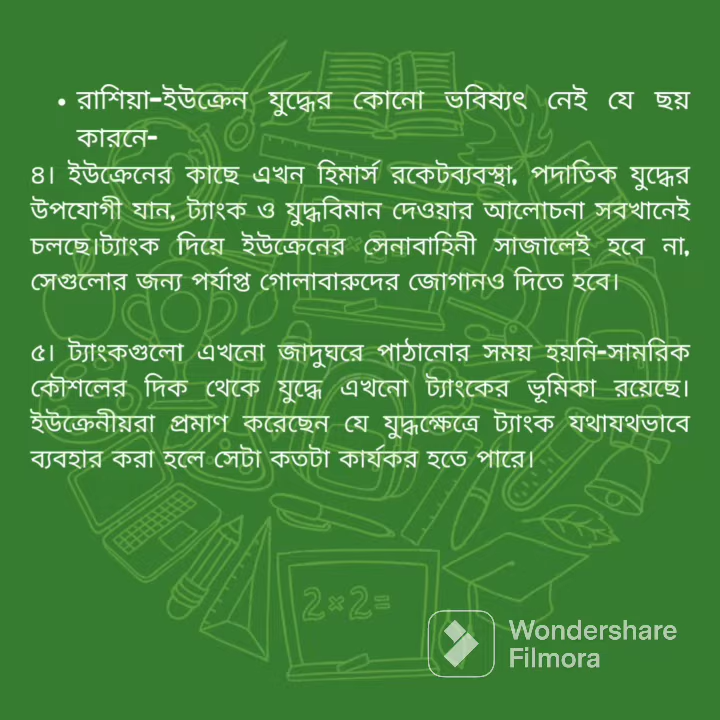 • রাশিয়া-ইউক্রেন যুদ্ধের কোনো ভবিষ্যৎ নেই যে ছয়
কারনে-
৪। ইউক্রেনের কাছে এখন হিমার্স রকেটব্যবস্থা, পদাতিক যুদ্ধের
উপযোগী যান, ট্যাংক ও যুদ্ধবিমান দেওয়ার আলোচনা সবখানেই
চলছে।ট্যাংক দিয়ে ইউক্রেনের সেনাবাহিনী সাজালেই হবে না,
সেগুলোর জন্য পর্যাপ্ত গোলাবারুদের জোগানও দিতে হবে।
৫। ট্যাংকগুলো এখনো জাদুঘরে পাঠানোর সময় হয়নি-সামরিক
কৌশলের দিক থেকে যুদ্ধে এখনো ট্যাংকের ভূমিকা রয়েছে।
ইউক্রেনীয়রা প্রমাণ করেছেন যে যুদ্ধক্ষেত্রে ট্যাংক যথাযথভাবে
ব্যবহার করা হলে সেটা কতটা কার্যকর হতে পারে।
2×2=
Wondershare
Filmora